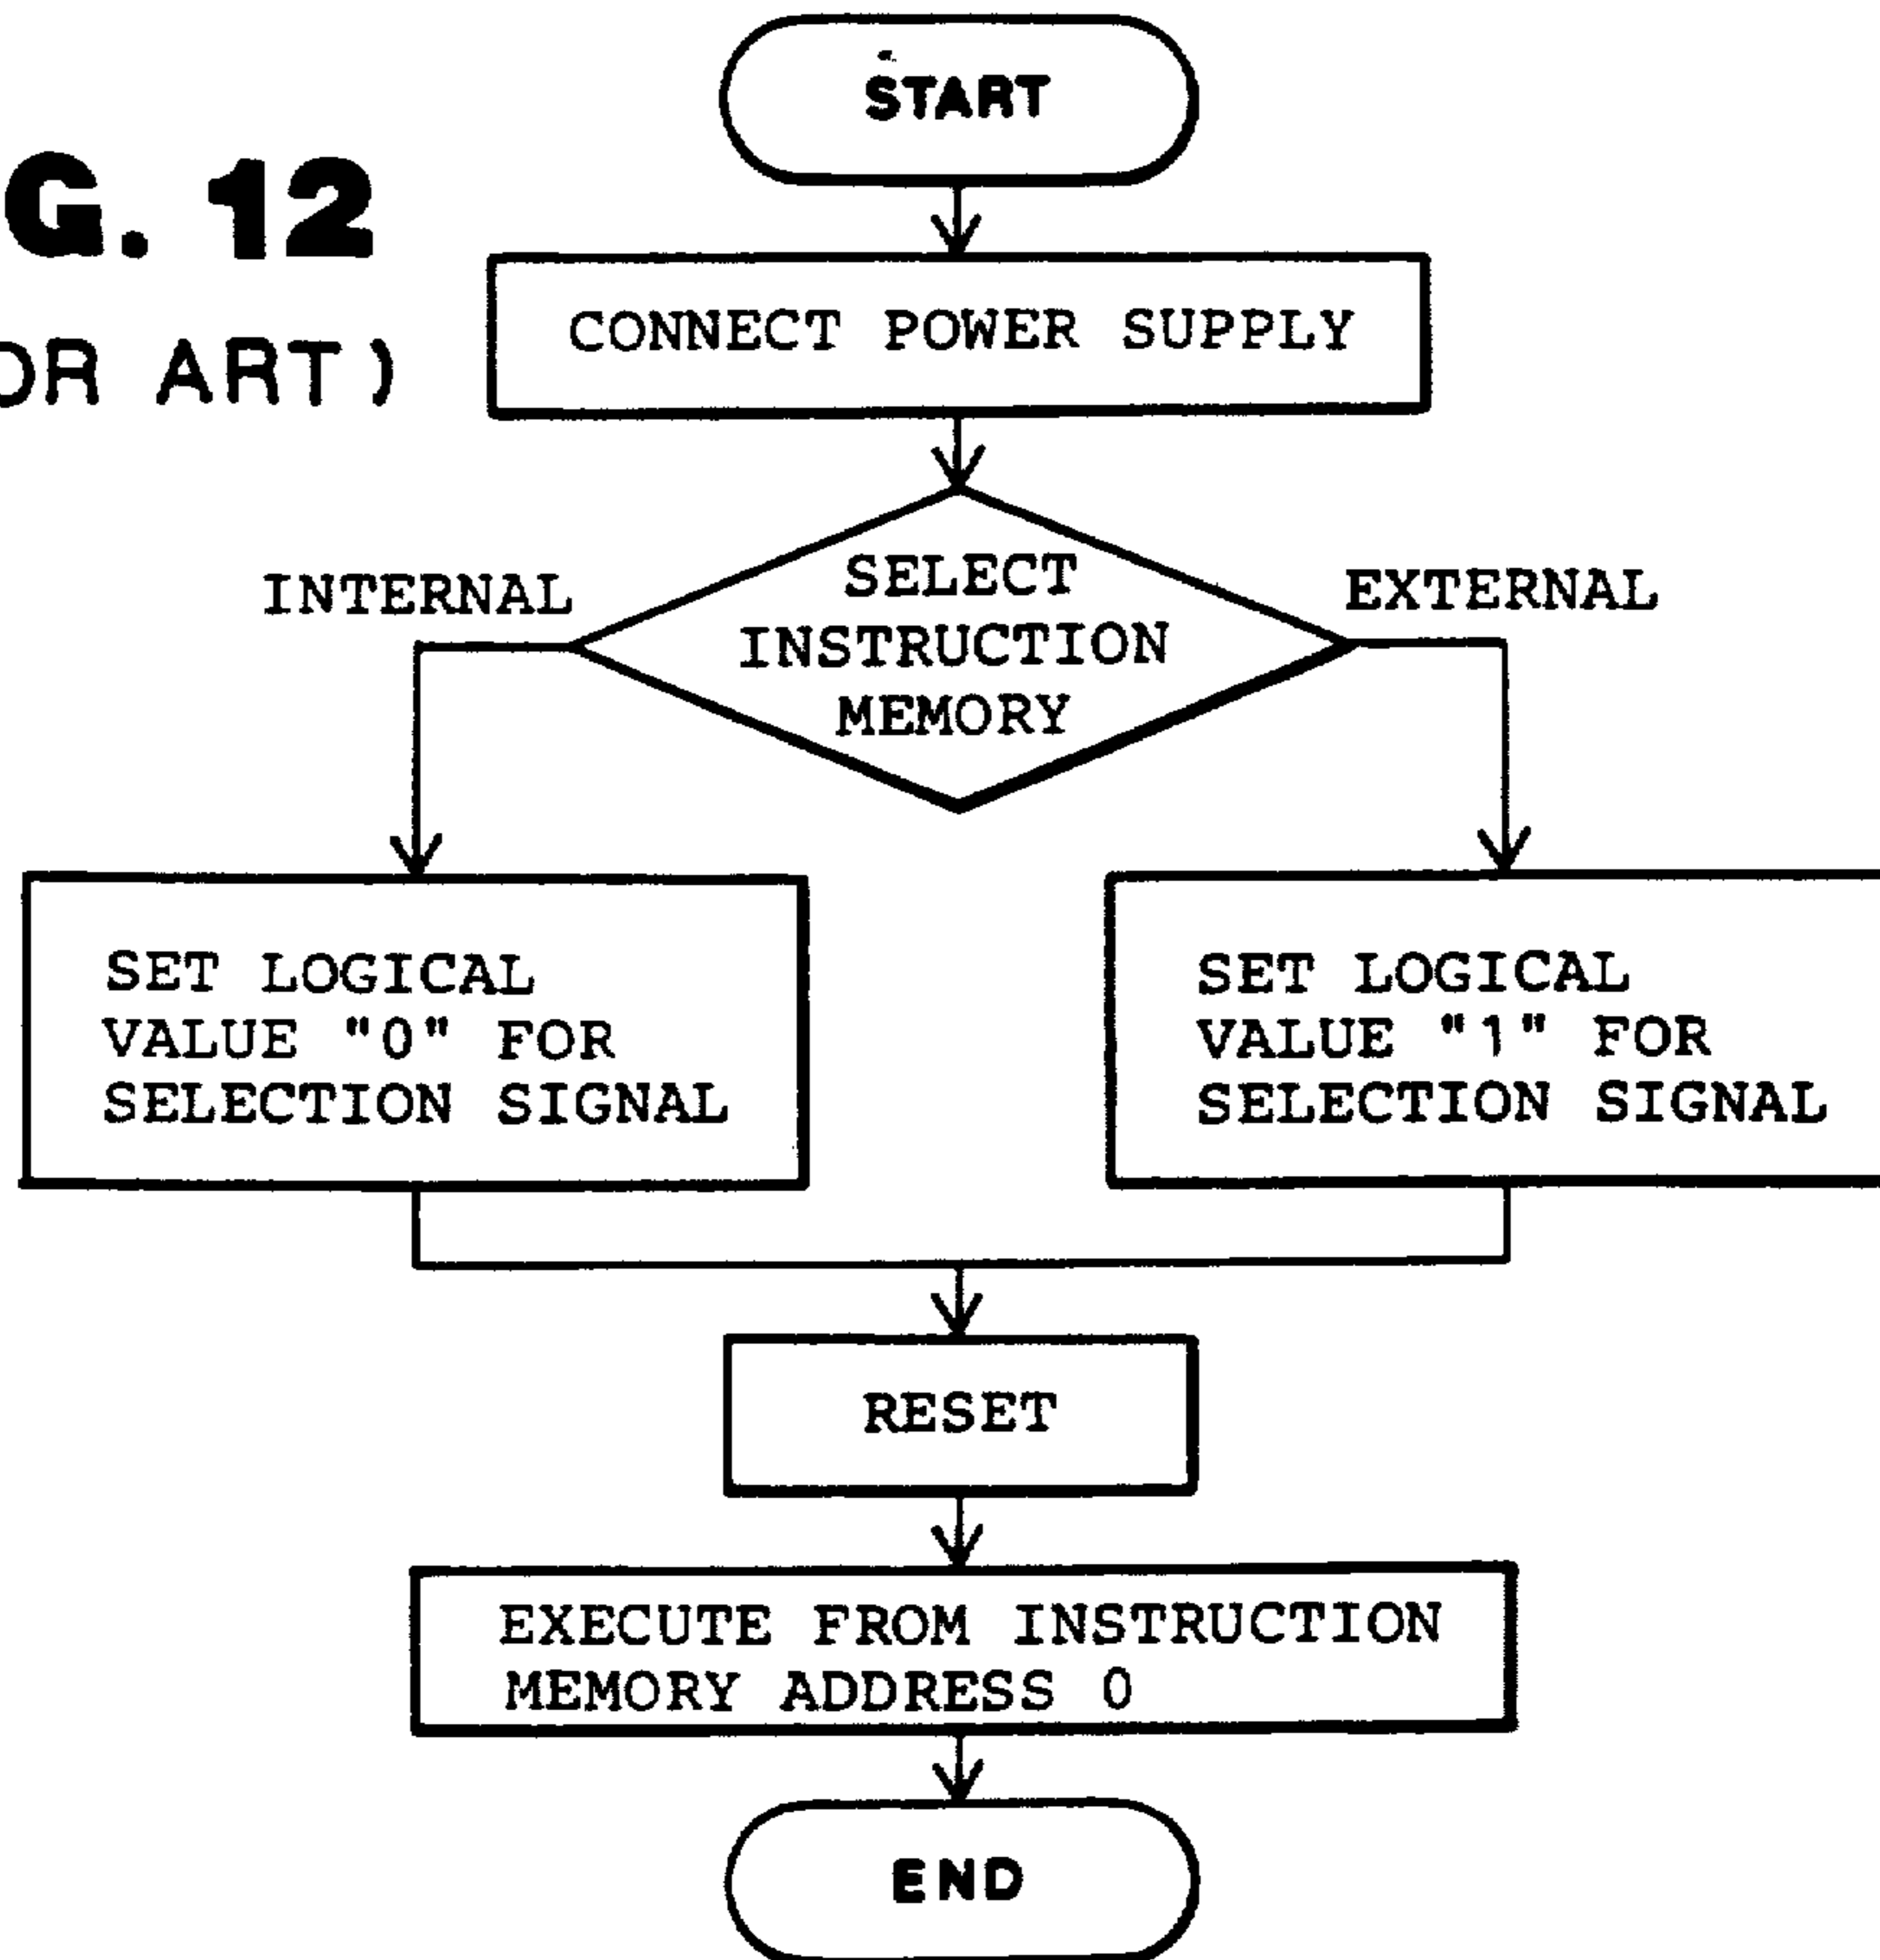 START
G. 12
OR ART)
CONNECT POWER SUPPLY
SELECT
INSTRUCTION
MEMORY
INTERNAL
EXTERNAL
SET LOGICAL
VALUE "0" FOR
SELECTION SIGNAL
SET LOGICAL
VALUE "1" FOR
SELECTION SIGNAL
RESET
EXECUTE FROM INSTRUCTION
MEMORY ADDRESS 0
END